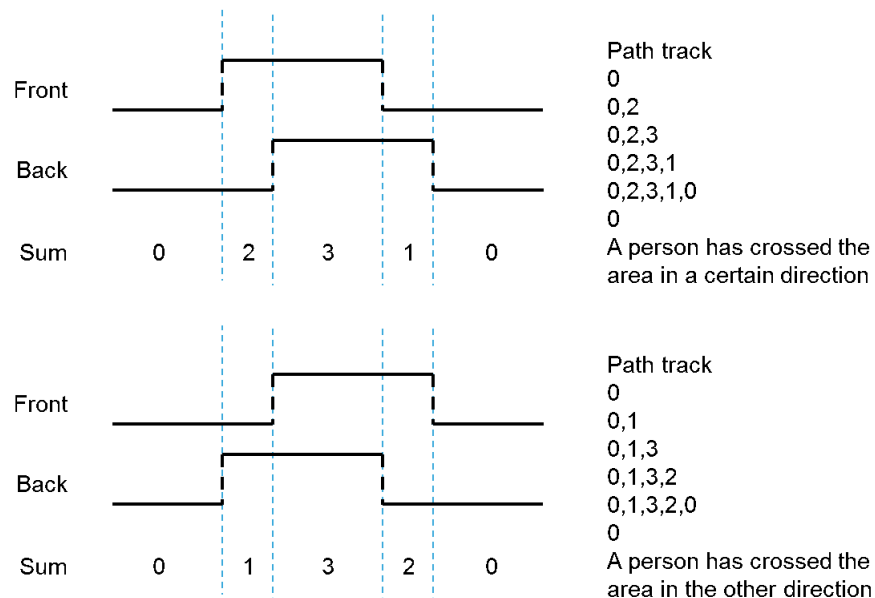 Front
Back
Sum 0 2 3 1 0
Path track
0
0,2
0,2,3
0,2,3,1
0,2,3,1,0
0
A person has crossed the
area in a certain direction
Front
Back
Sum 0 1 3 2 0
Path track
0
0,1
0,1,3
0,1,3,2
0,1,3,2,0
0
A person has crossed the
area in the other direction